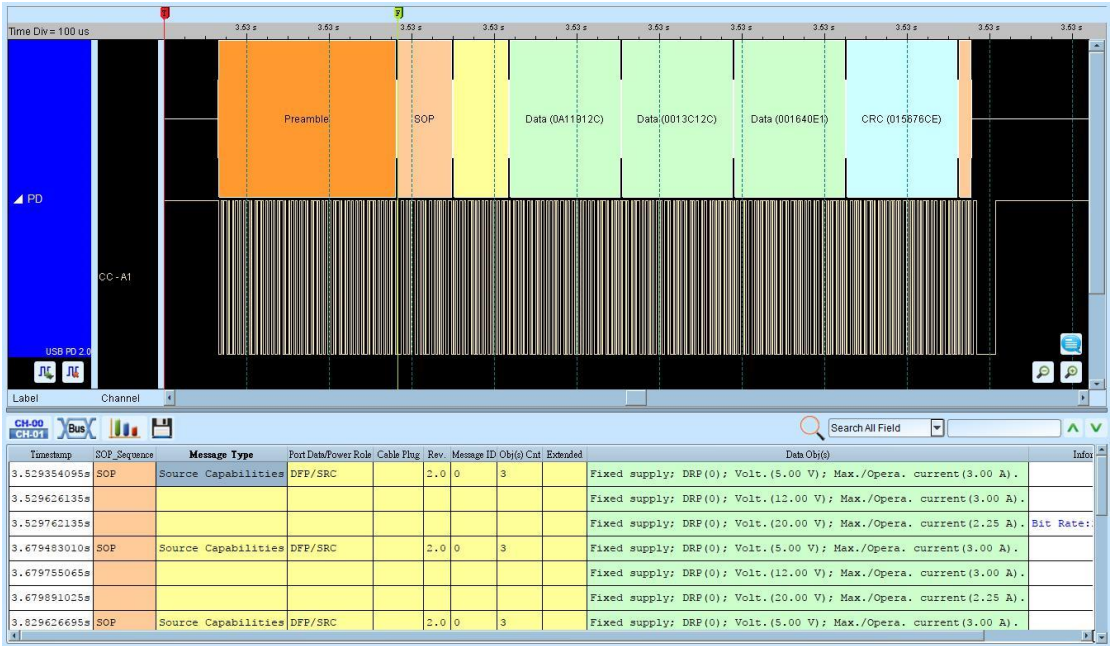 T
F
Time Div = 100 us
3.53 s 3.53 s 3.53 s 3.53 s 3.53 s 3.53 s 3.53 s 3.53 s 3.53 s 3.53 s 3.53 s
Preamble SOP Data (0A11912C) Data (0013C12C) Data (001640E1) CRC (015676CE)
PD
CC - A1
USB PD 2.0
Label Channel
CH-00
CH-01
Bus
Search All Field
Timestamp SOP_Sequence Message Type Port Data/Power Role Cable Plug Rev. Message ID Obj(s) Cnt Extended Data Obj(s) Infor
3.529354095s SOP Source Capabilities DFP/SRC 2.0 0 3 Fixed supply; DRP(0); Volt.(5.00 V); Max./Opera. current(3.00 A).
3.529626135s Fixed supply; DRP(0); Volt.(12.00 V); Max./Opera. current(3.00 A).
3.529762135s Fixed supply; DRP(0); Volt.(20.00 V); Max./Opera. current(2.25 A). Bit Rate:
3.679483010s SOP Source Capabilities DFP/SRC 2.0 0 3 Fixed supply; DRP(0); Volt.(5.00 V); Max./Opera. current(3.00 A).
3.679755065s Fixed supply; DRP(0); Volt.(12.00 V); Max./Opera. current(3.00 A).
3.679891025s Fixed supply; DRP(0); Volt.(20.00 V); Max./Opera. current(2.25 A).
3.829626695s SOP Source Capabilities DFP/SRC 2.0 0 3 Fixed supply; DRP(0); Volt.(5.00 V); Max./Opera. current(3.00 A).